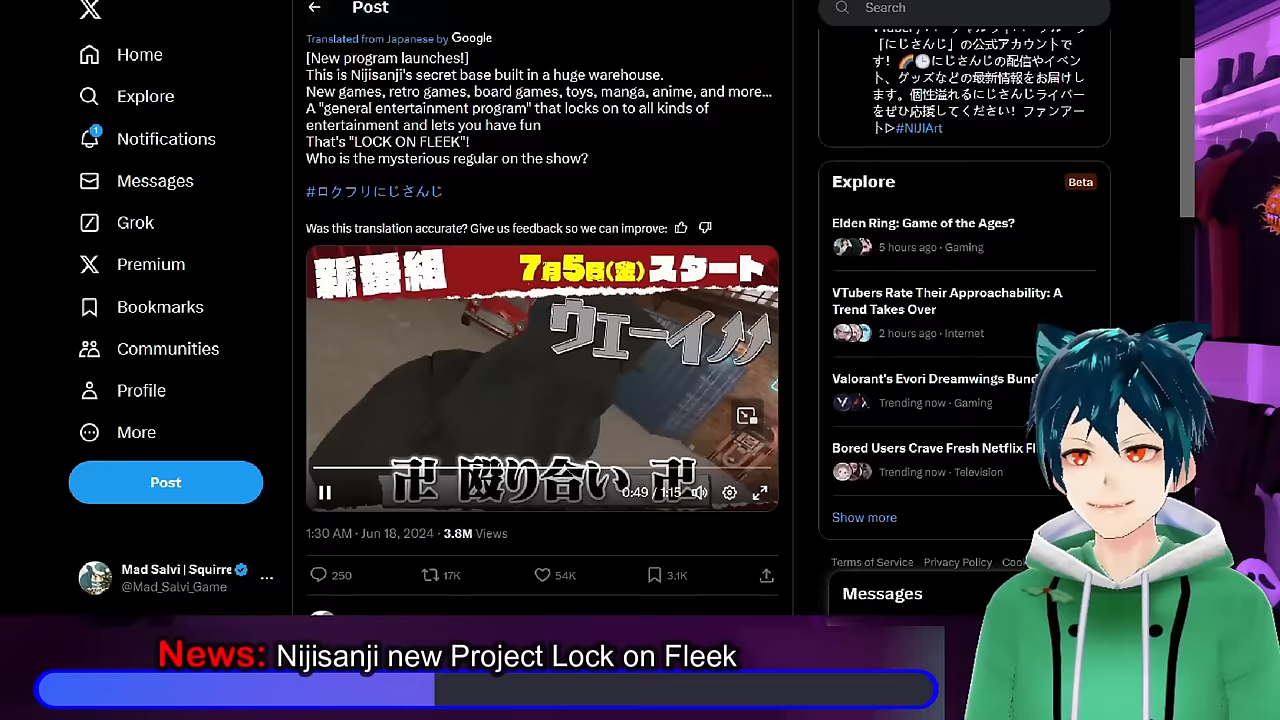 Home
Explore
1
Notifications
Messages
Grok
Premium
Bookmarks
Communities
Profile
More
Post
Mad Salvi | Squirre
@Mad_Salvi_Game
Post
Translated from Japanese by Google
[New program launches!]
This is Nijisanji's secret base built in a huge warehouse.
New games, retro games, board games, toys, manga, anime, and more...
A "general entertainment program" that locks on to all kinds of
entertainment and lets you have fun
That's "LOCK ON FLEEK"!
Who is the mysterious regular on the show?
#ロクフリにじさんじ
Was this translation accurate? Give us feedback so we can improve:
新番組
7月5日(金)スタート
ウェーイ⤴⤴
卍 殴り合い 卍
0:49 / 1:15
1:30 AM · Jun 18, 2024 · 3.8M Views
250
17K
54K
3.1K
Search
「にじさんじ」の公式アカウントで
す!🌈🕒にじさんじの配信やイベン
ト、グッズなどの最新情報をお届けし
ます。個性溢れるにじさんじライバー
をぜひ応援してください! ファンアー
ト▷#NIJIArt
Explore
Beta
Elden Ring: Game of the Ages?
5 hours ago · Gaming
VTubers Rate Their Approachability: A
Trend Takes Over
2 hours ago · Internet
Valorant's Evori Dreamwings Bund
Trending now · Gaming
Bored Users Crave Fresh Netflix Fl
Trending now · Television
Show more
Terms of Service Privacy Policy Coo
Messages
News: Nijisanji new Project Lock on Fleek